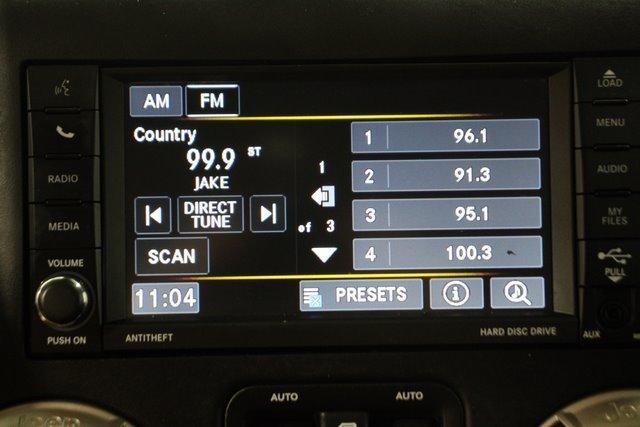 LOAD
AM FM
MENU
Country
99.9 ST
JAKE
1
of 3
1 96.1
2 91.3
3 95.1
4 100.3
RADIO
AUDIO
DIRECT
TUNE
MEDIA
MY
FILES
SCAN
VOLUME
PULL
11:04
PRESETS
PUSH ON
ANTITHEFT
HARD DISC DRIVE
AUX
AUTO
AUTO
Jeep